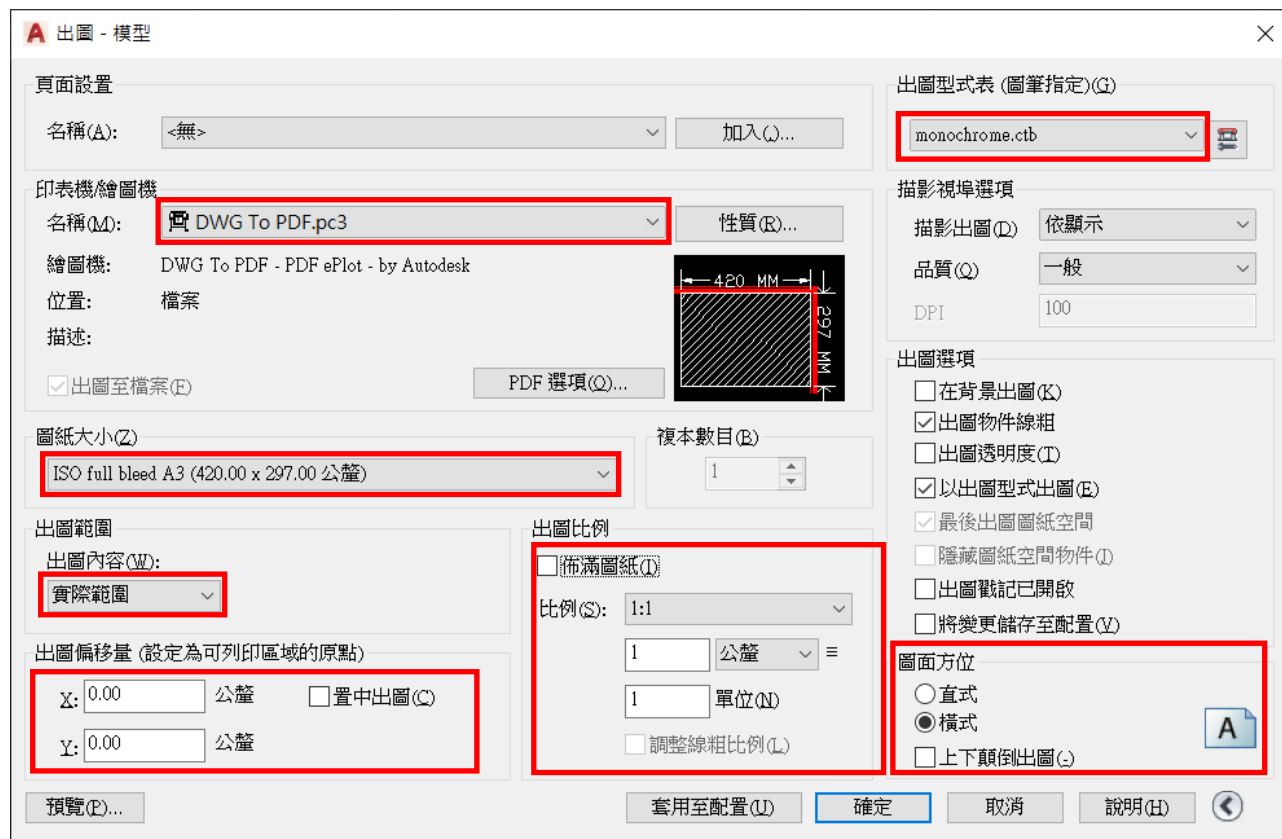 出圖 - 模型
頁面設置
名稱(A): <無> 加入(.)...
印表機/繪圖機
名稱(M): DWG To PDF.pc3 性質(R)...
繪圖機: DWG To PDF - PDF ePlot - by Autodesk
位置: 檔案
描述:
出圖至檔案(F) PDF 選項(O)...
420 MM
297 MM
圖紙大小(Z)
ISO full bleed A3 (420.00 x 297.00 公釐)
複本數目(B)
1
出圖範圍
出圖內容(W):
實際範圍
出圖比例
佈滿圖紙(I)
比例(S): 1:1
1 公釐 =
1 單位(N)
調整線粗比例(L)
出圖偏移量 (設定為可列印區域的原點)
X: 0.00 公釐 置中出圖(C)
Y: 0.00 公釐
出圖型式表 (圖筆指定)(G)
monochrome.ctb
描影視埠選項
描影出圖(D) 依顯示
品質(Q) 一般
DPI 100
出圖選項
在背景出圖(K)
出圖物件線粗
出圖透明度(T)
以出圖型式出圖(E)
最後出圖圖紙空間
隱藏圖紙空間物件(J)
出圖戳記已開啟
將變更儲存至配置(V)
圖面方位
直式
橫式
上下顛倒出圖(-)
A
預覽(P)... 套用至配置(U) 確定 取消 說明(H)